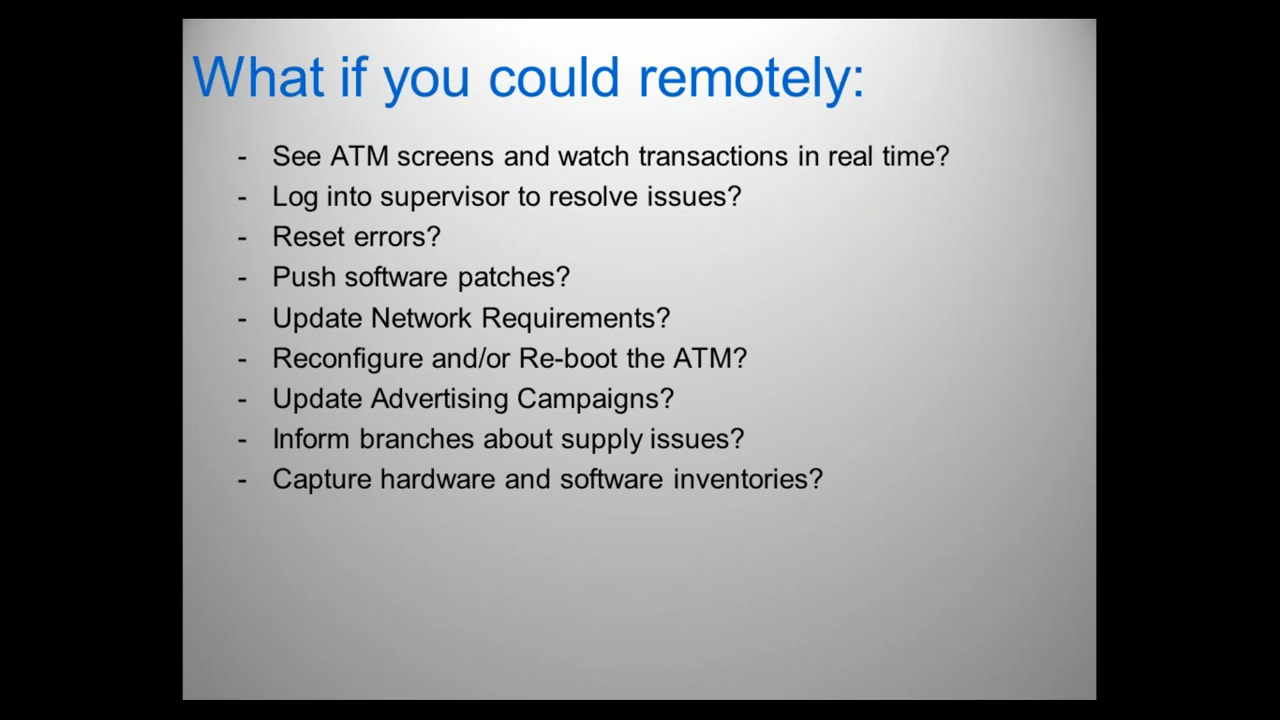 What if you could remotely:
- See ATM screens and watch transactions in real time?
- Log into supervisor to resolve issues?
- Reset errors?
- Push software patches?
- Update Network Requirements?
- Reconfigure and/or Re-boot the ATM?
- Update Advertising Campaigns?
- Inform branches about supply issues?
- Capture hardware and software inventories?